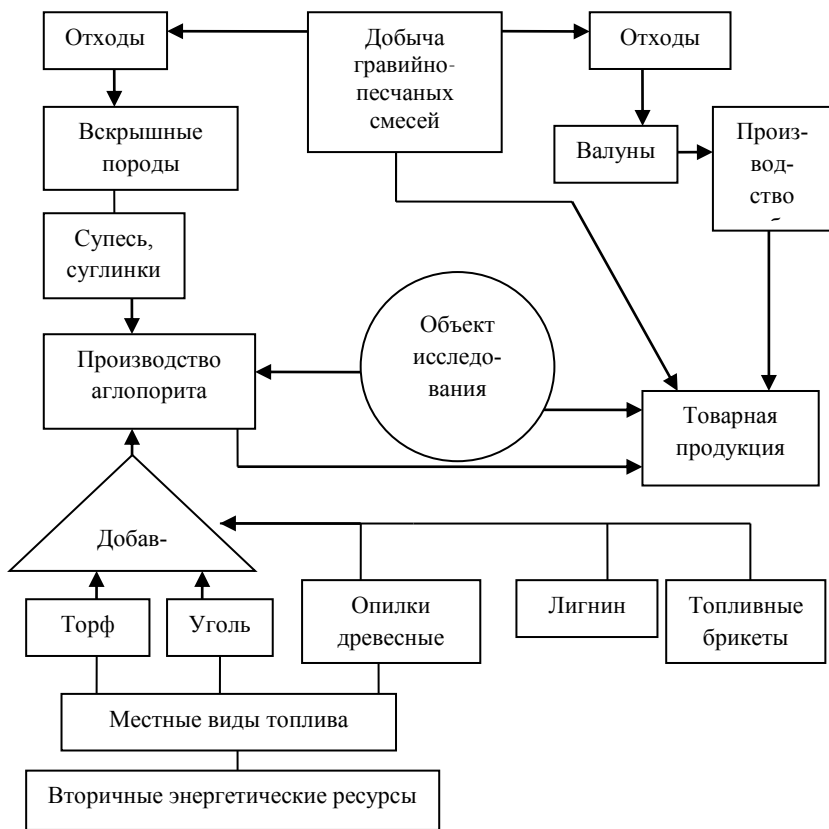 Отходы
Добыча
гравийно-
песчаных
смесей
Отходы
Вскрышные
породы
Валуны
Произ-
вод-
ство
Супесь,
суглинки
Объект
исследо-
вания
Производство
аглопорита
Товарная
продукция
Добав-
Торф
Уголь
Опилки
древесные
Лигнин
Топливные
брикеты
Местные виды топлива
Вторичные энергетические ресурсы